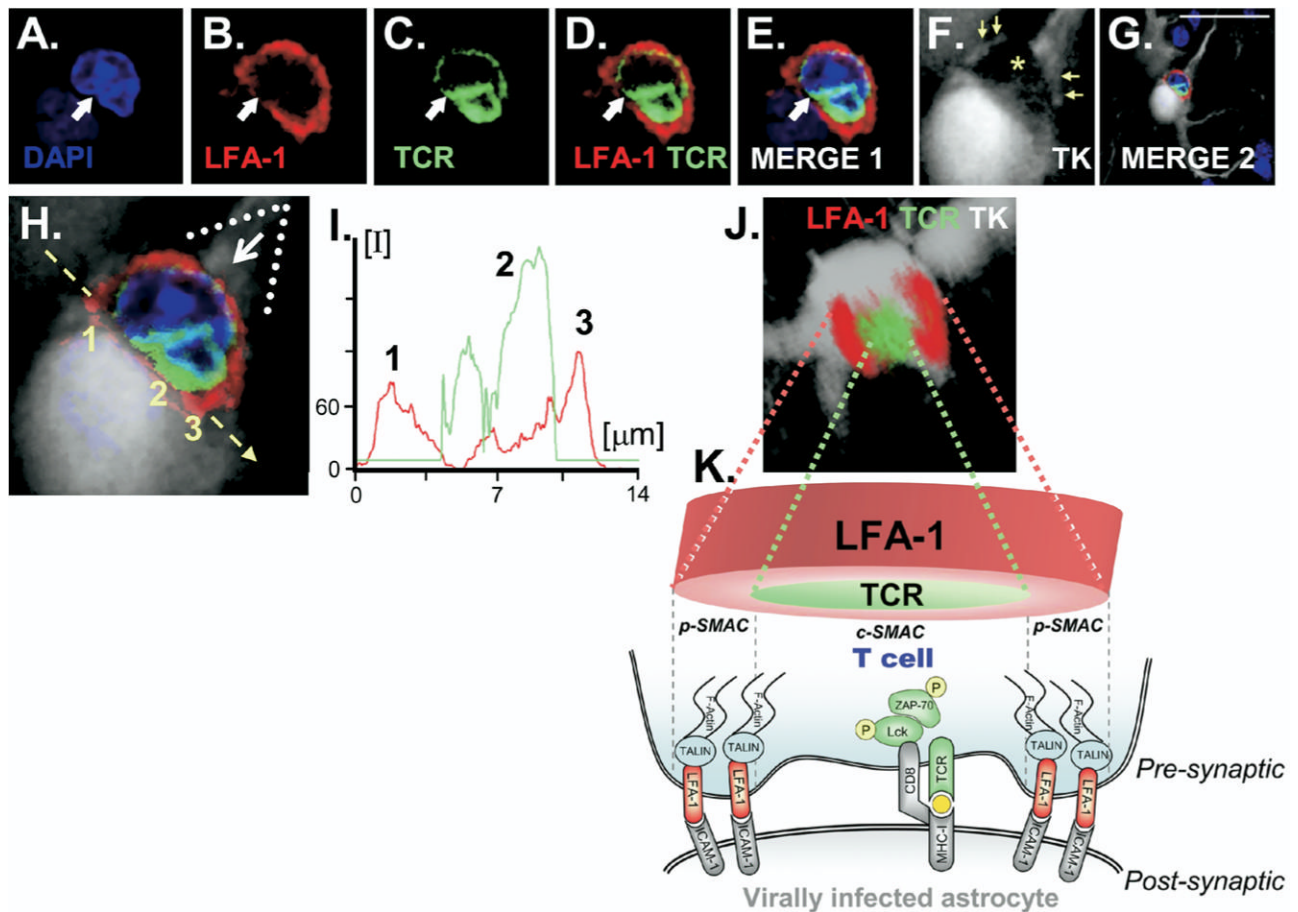 A.
DAPI
B.
LFA-1
C.
TCR
D.
LFA-1 TCR
E.
MERGE 1
F.
*
TK
G.
MERGE 2
H.
1
2
3
I.
[I]
1
2
3
60
0
[µm]
0
7
14
J.
LFA-1 TCR TK
K.
LFA-1
TCR
p-SMAC
c-SMAC
p-SMAC
T cell
F-Actin
F-Actin
F-Actin
F-Actin
P
ZAP-70
P
Lck
TALIN
TALIN
TALIN
TALIN
LFA-1
LFA-1
CD8
TCR
LFA-1
LFA-1
Pre-synaptic
ICAM-1
ICAM-1
MHC-I
ICAM-1
ICAM-1
Post-synaptic
Virally infected astrocyte